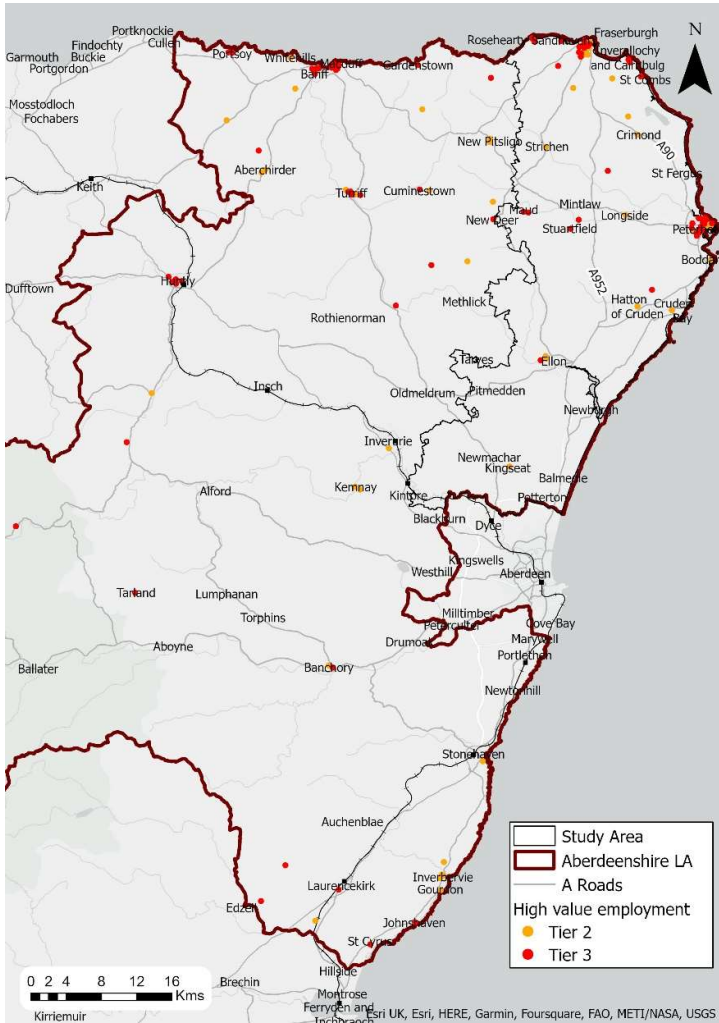 Portknockie
Findochty
Cullen
Garmouth
Buckie
Portgordon
Mosstodloch
Fochabers
Keith
Dufftown
Portsoy
Whitehills
Macduff
Banff
Gardenstown
Rosehearty
Sandhaven
Fraserburgh
Inverallochy
and Cairnbulg
St Combs
N
Crimond
A90
St Fergus
New Pitsligo
Strichen
Aberchirder
Turriff
Cuminestown
New Deer
Maud
Mintlaw
Longside
Stuartfield
Boddam
Huntly
A952
Hatton
of Cruden
Cruden
Bay
Methlick
Rothienorman
Tarves
Ellon
Insch
Oldmeldrum
Pitmedden
Newburgh
Inverurie
Newmachar
Kingseat
Balmedie
Kemnay
Kintore
Potterton
Alford
Blackburn
Dyce
Westhill
Kingswells
Aberdeen
Tarland
Lumphanan
Torphins
Milltimber
Peterculter
Cove Bay
Drumoak
Marywell
Aboyne
Portlethen
Ballater
Banchory
Newtonhill
Stonehaven
Auchenblae
Inverbervie
Gourdon
Laurencekirk
Edzell
Johnshaven
St Cyrus
Hillside
Brechin
Montrose
Ferryden and
Inchbraoch
Kirriemuir
Study Area
Aberdeenshire LA
A Roads
High value employment
Tier 2
Tier 3
0 2 4 8 12 16
Kms
Esri UK, Esri, HERE, Garmin, Foursquare, FAO, METI/NASA, USGS